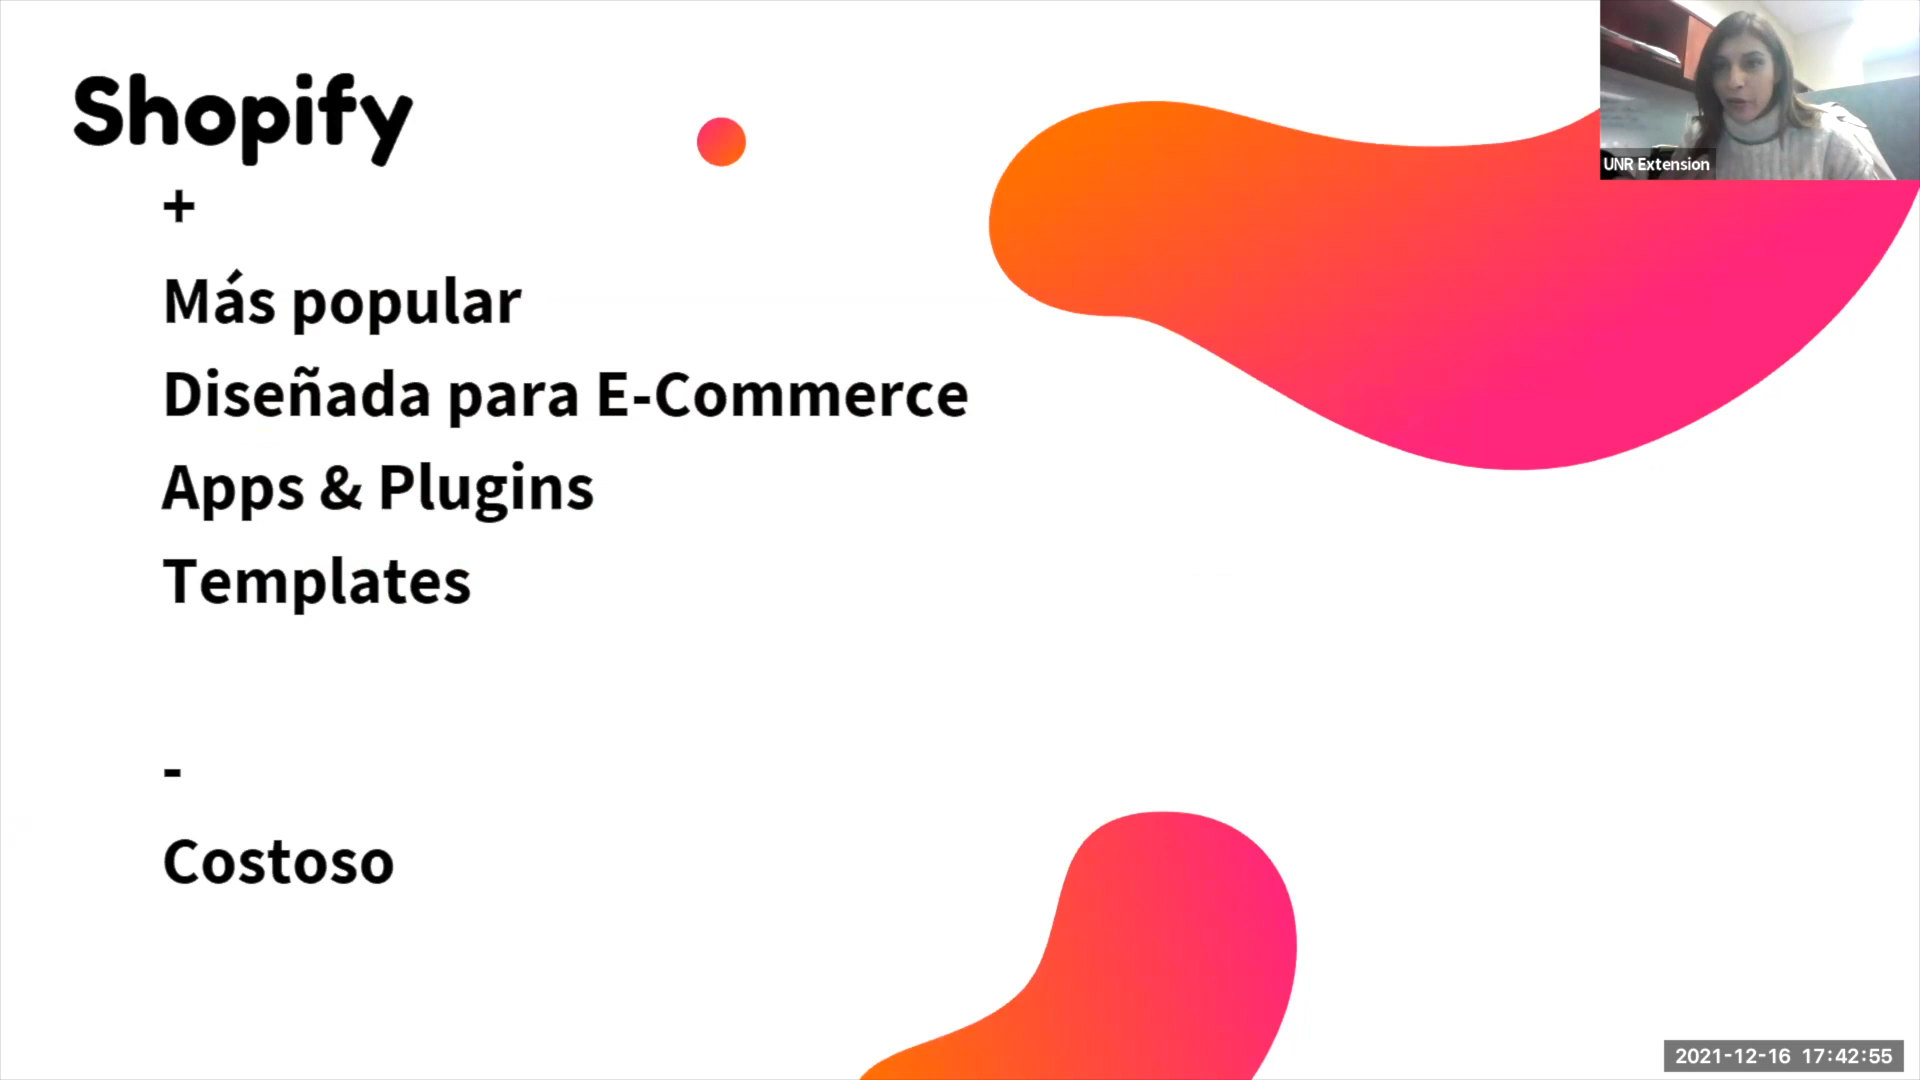 Shopify
+
Más popular
Diseñada para E-Commerce
Apps & Plugins
Templates
-
Costoso
UNR Extension
2021-12-16 17:42:55